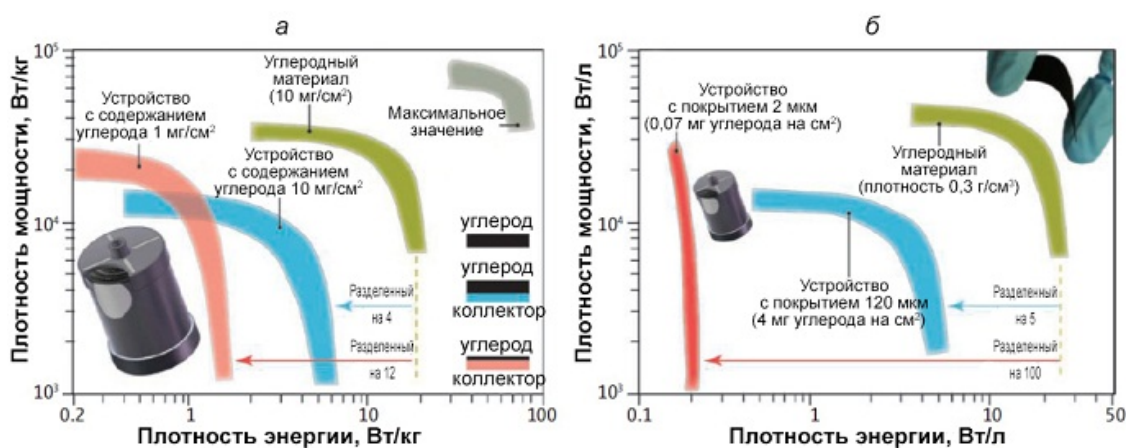 а
10⁵
Углеродный
материал
(10 мг/см²)
Устройство
с содержанием
углерода 1 мг/см²
Максимальное
значение
Устройство
с содержанием
углерода 10 мг/см²
10⁴
углерод
углерод
коллектор
углерод
коллектор
Разделенный
на 4
Разделенный
на 12
10³
0.2
1
10
100
Плотность мощности, Вт/кг
Плотность энергии, Вт/кг
б
10⁵
Устройство
с покрытием 2 мкм
(0,07 мг углерода на см²)
Углеродный
материал
(плотность 0,3 г/см³)
10⁴
Устройство
с покрытием 120 мкм
(4 мг углерода на см²)
Разделенный
на 5
Разделенный
на 100
10³
0.1
1
10
50
Плотность мощности, Вт/л
Плотность энергии, Вт/л